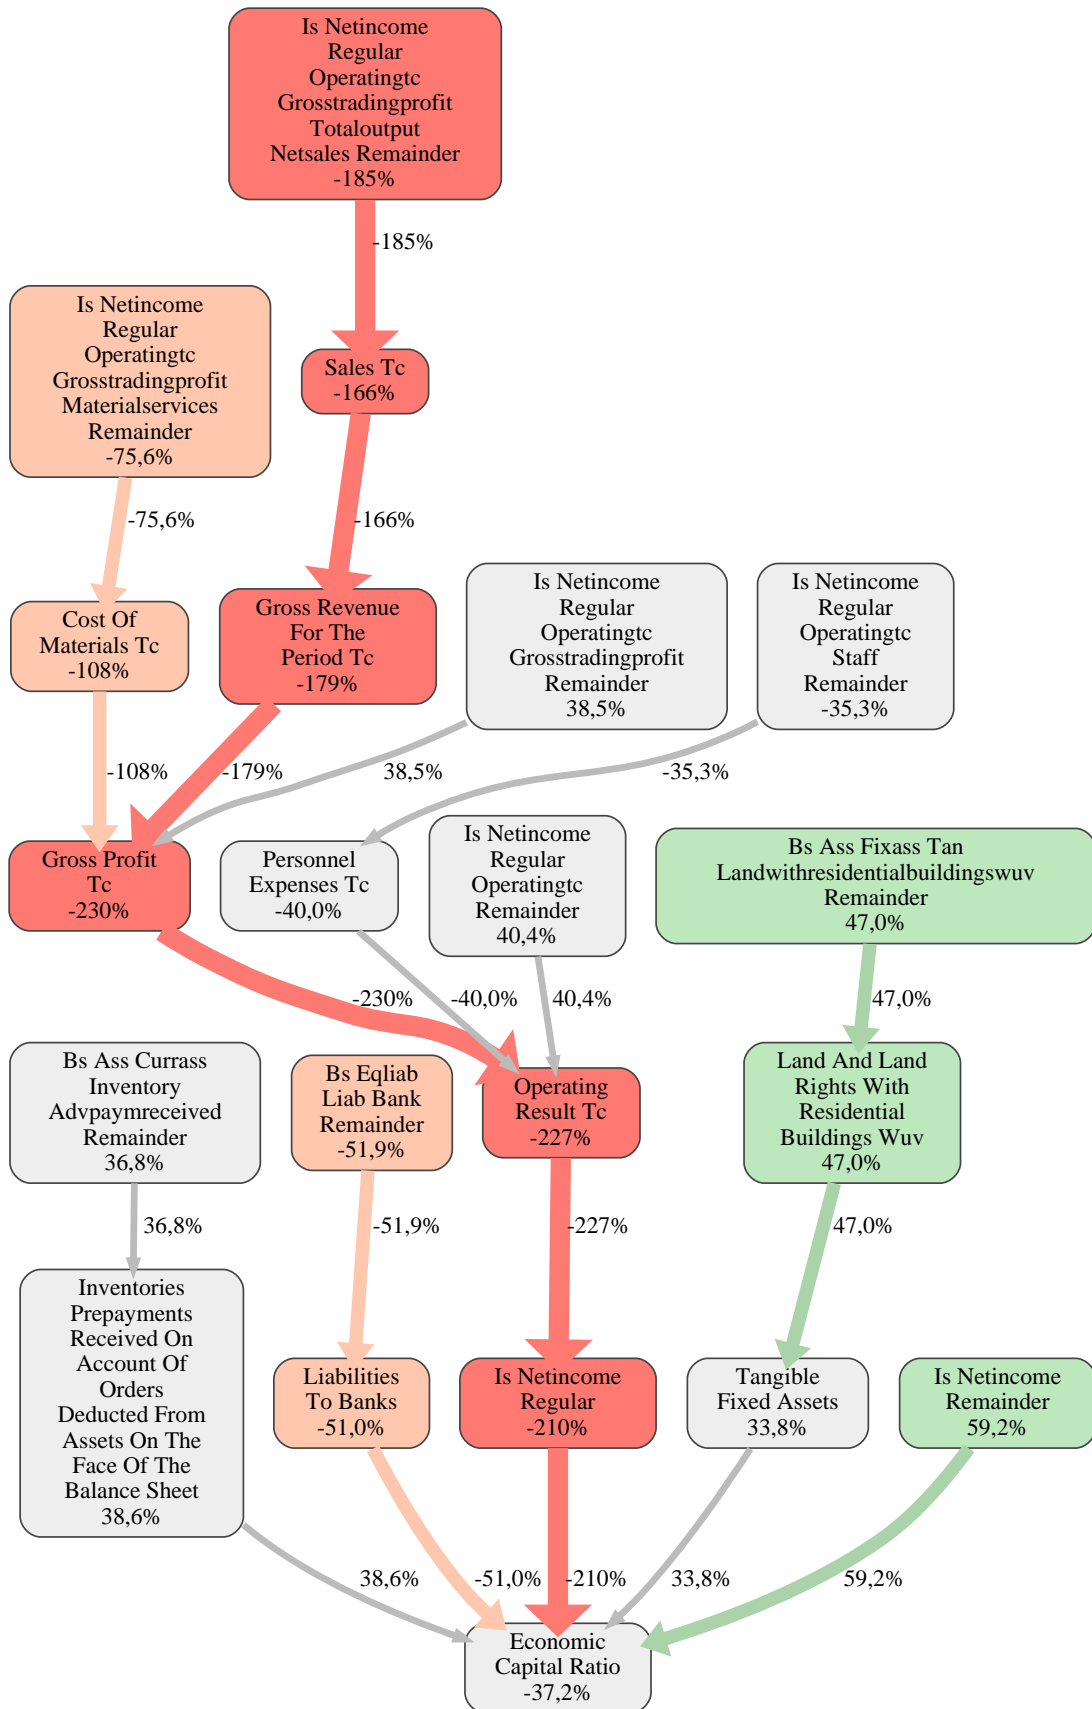 Is Netincome
Regular
Operatingtc
Grosstradingprofit
Totaloutput
Netsales Remainder
-185%
-185%
Is Netincome
Regular
Operatingtc
Grosstradingprofit
Materialservices
Remainder
-75,6%
Sales Tc
-166%
-75,6%
-166%
Cost Of
Materials Tc
-108%
Gross Revenue
For The
Period Tc
-179%
Is Netincome
Regular
Operatingtc
Grosstradingprofit
Remainder
38,5%
Is Netincome
Regular
Operatingtc
Staff
Remainder
-35,3%
-108%
-179%
38,5%
-35,3%
Gross Profit
Tc
-230%
Personnel
Expenses Tc
-40,0%
Is Netincome
Regular
Operatingtc
Remainder
40,4%
Bs Ass Fixass Tan
Landwithresidentialbuildingswuv
Remainder
47,0%
-230%
-40,0%
40,4%
47,0%
Bs Ass Currass
Inventory
Advpaymreceived
Remainder
36,8%
Bs Eqliab
Liab Bank
Remainder
-51,9%
Operating
Result Tc
-227%
Land And Land
Rights With
Residential
Buildings Wuv
47,0%
36,8%
-51,9%
-227%
47,0%
Inventories
Prepayments
Received On
Account Of
Orders
Deducted From
Assets On The
Face Of The
Balance Sheet
38,6%
Liabilities
To Banks
-51,0%
Is Netincome
Regular
-210%
Tangible
Fixed Assets
33,8%
Is Netincome
Remainder
59,2%
38,6%
-51,0%
-210%
33,8%
59,2%
Economic
Capital Ratio
-37,2%